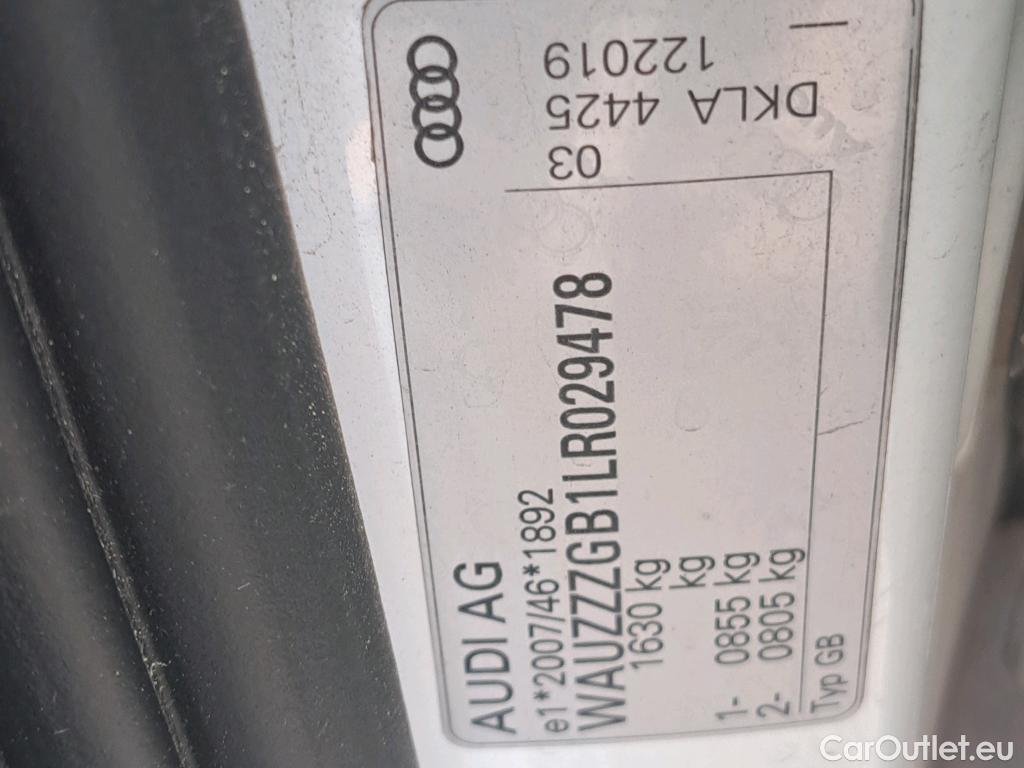 AUDI AG
e1*2007/46*1892
WAUZZZGB1LR029478
1630 kg
kg
1- 0855 kg
2- 0805 kg
Typ GB
03
4425
122019
DKLA
CarOutlet.eu